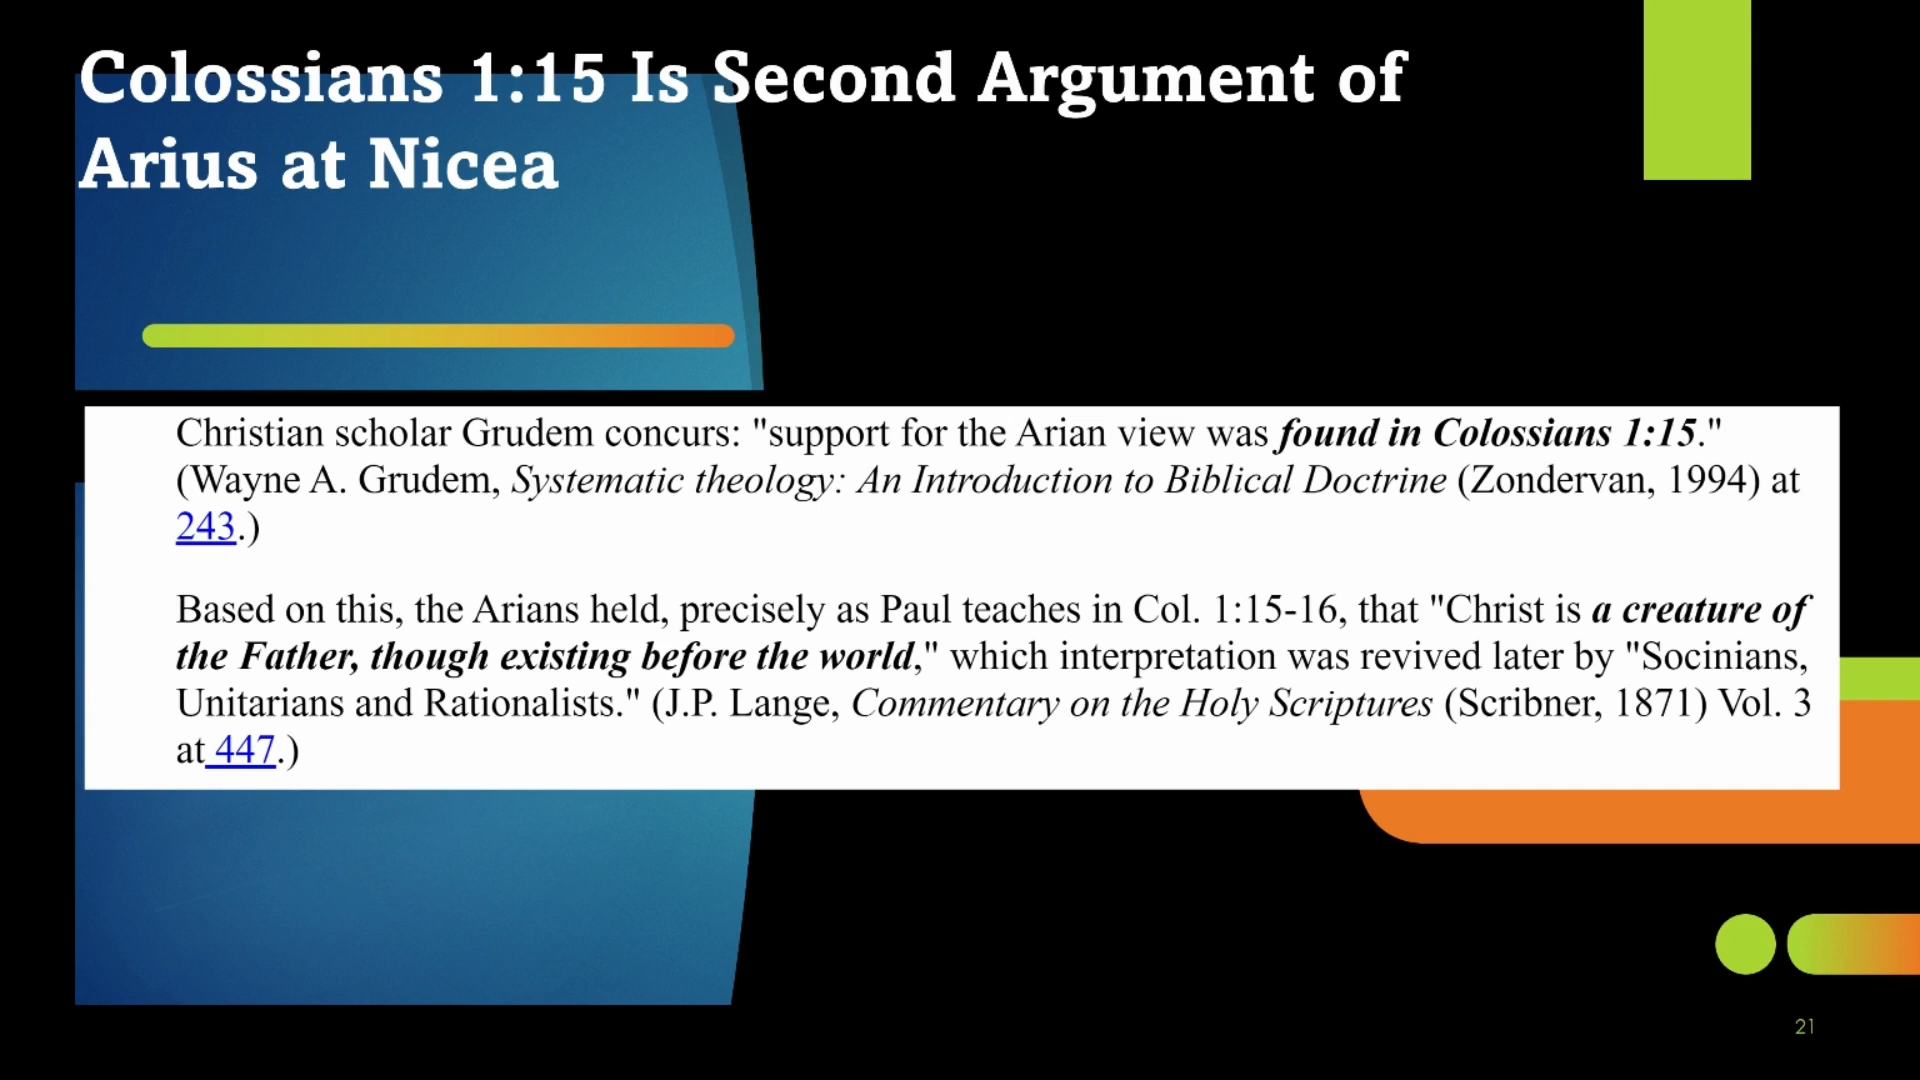 Colossians 1:15 Is Second Argument of
Arius at Nicea
Christian scholar Grudem concurs: "support for the Arian view was found in Colossians 1:15."
(Wayne A. Grudem, Systematic theology: An Introduction to Biblical Doctrine (Zondervan, 1994) at
243.)
Based on this, the Arians held, precisely as Paul teaches in Col. 1:15-16, that "Christ is a creature of
the Father, though existing before the world," which interpretation was revived later by "Socinians,
Unitarians and Rationalists." (J.P. Lange, Commentary on the Holy Scriptures (Scribner, 1871) Vol. 3
at 447.)
21